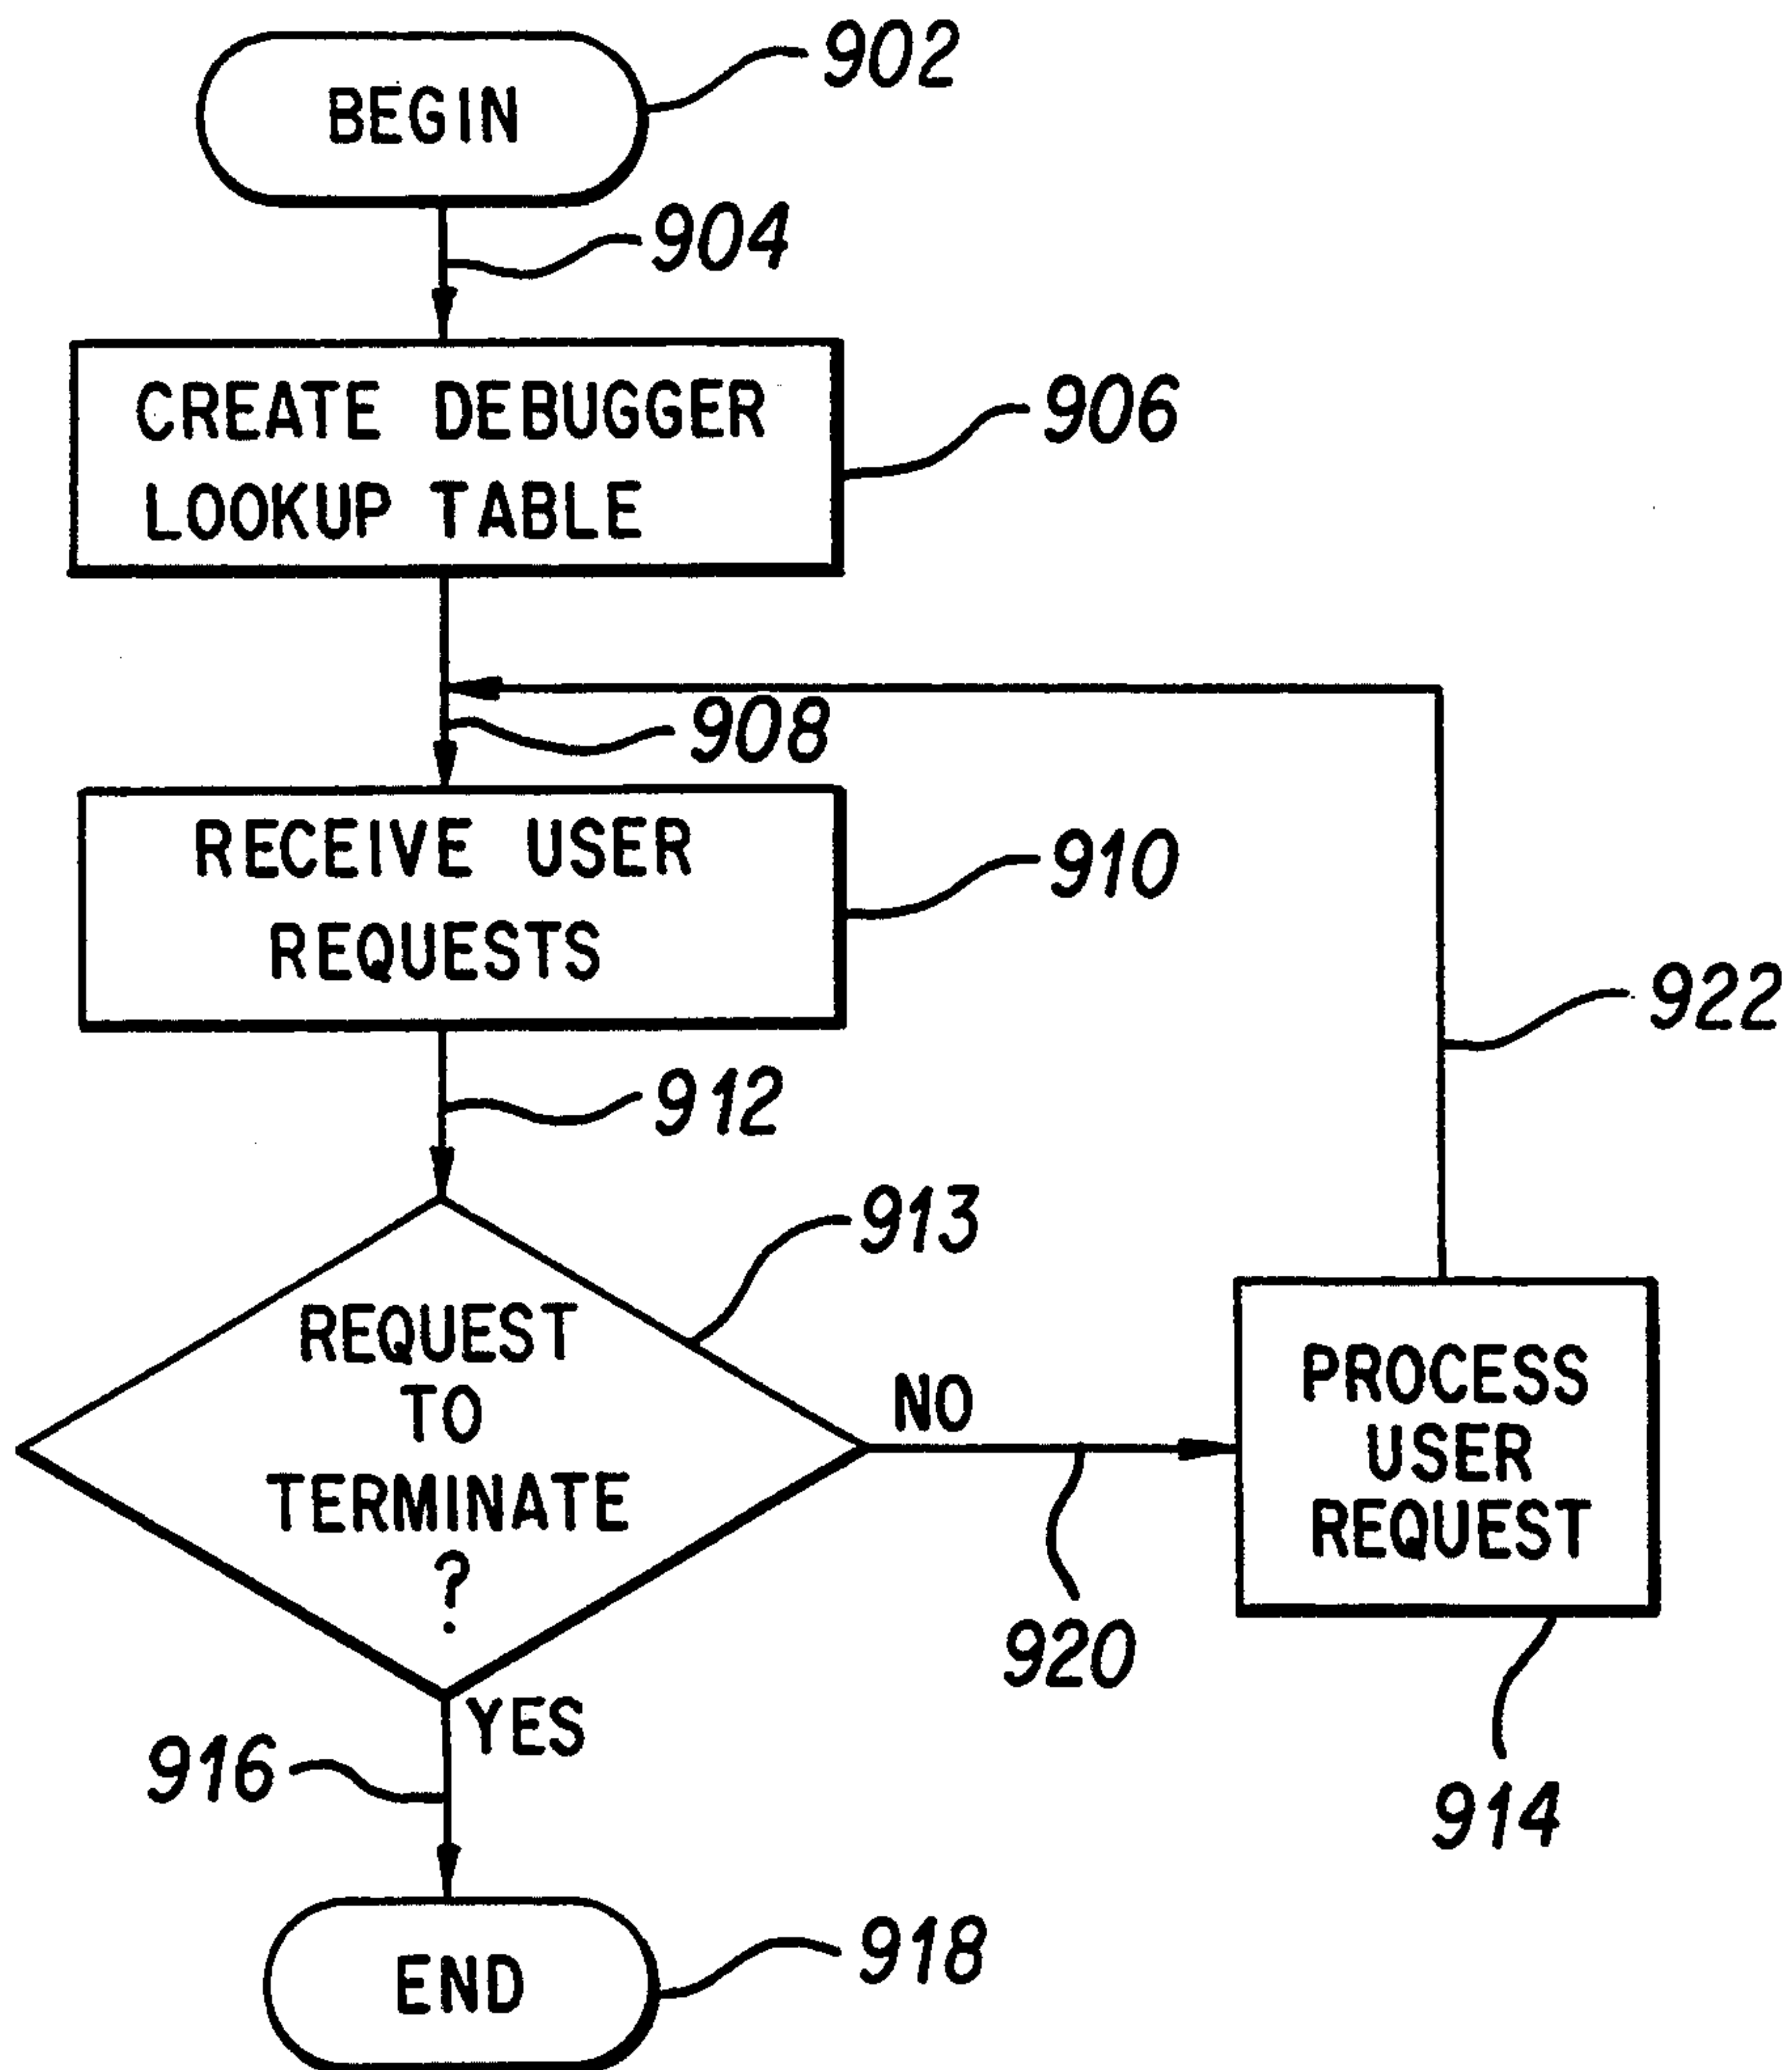 BEGIN
902
904
CREATE DEBUGGER
LOOKUP TABLE
906
908
RECEIVE USER
REQUESTS
910
912
913
REQUEST
TO
TERMINATE
?
NO
920
PROCESS
USER
REQUEST
914
922
YES
916
END
918